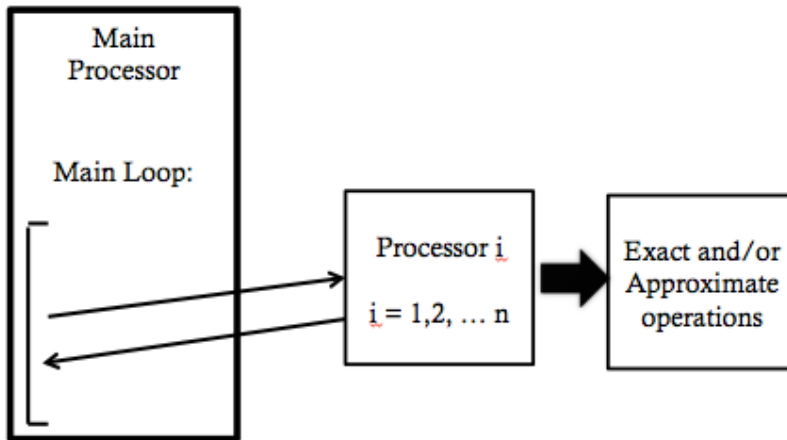 Main
Processor
Main Loop:
Processor i
i = 1,2, … n
Exact and/or
Approximate
operations